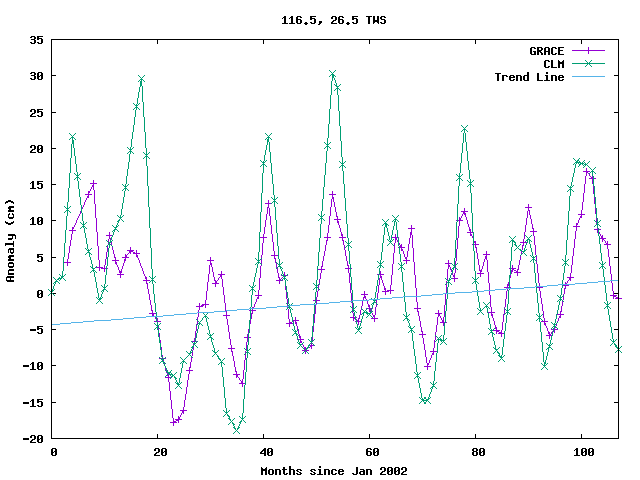 116.5, 26.5 TWS
GRACE
CLM
Trend Line
35
30
25
20
15
10
5
0
-5
-10
-15
-20
Anomaly (cm)
0 20 40 60 80 100
Months since Jan 2002